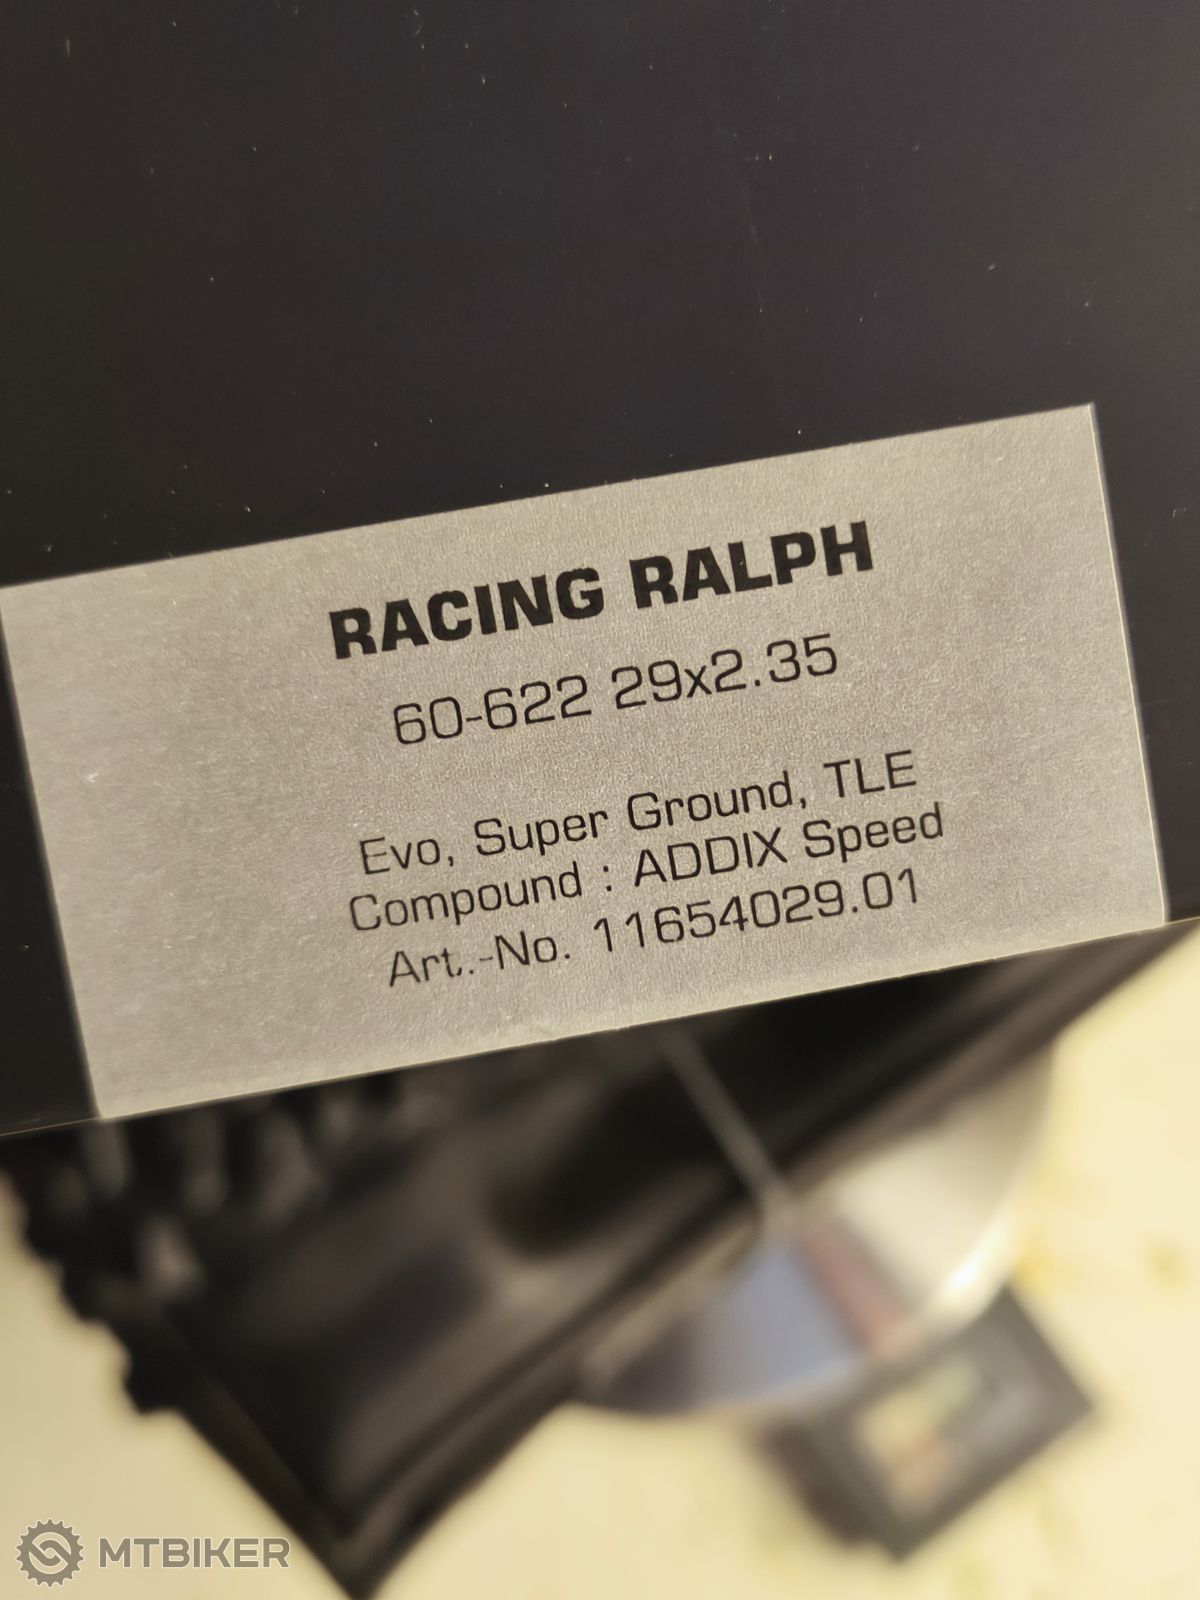 RACING RALPH
60-622 29x2.35
Evo, Super Ground, TLE
Compound : ADDIX Speed
Art..-No. 11654029.01
MTBIKER